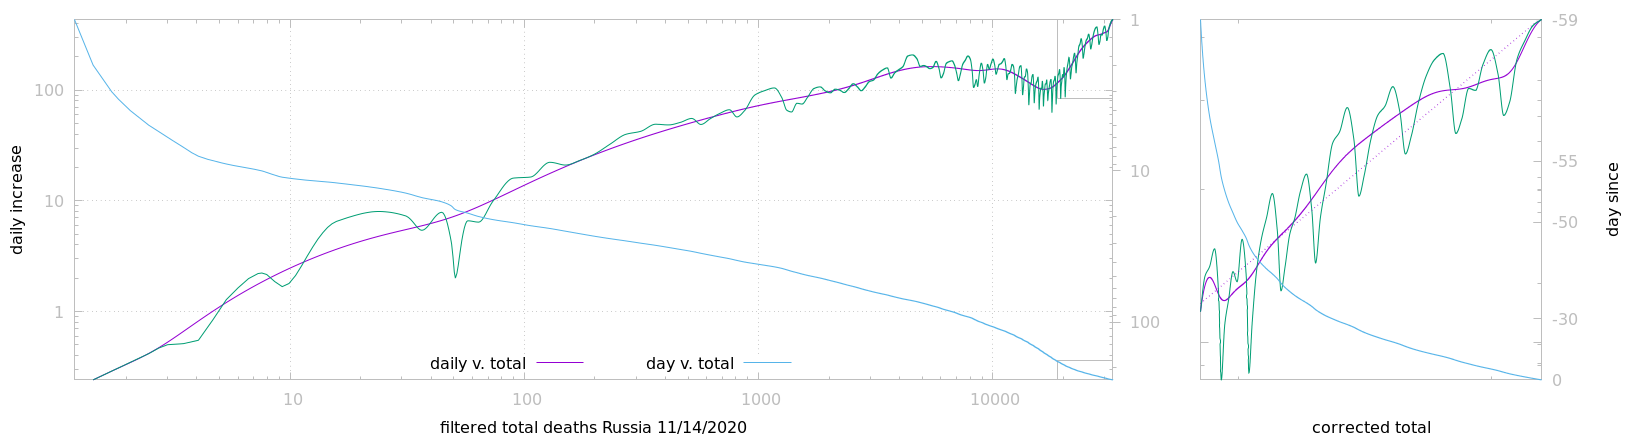 daily increase
100
10
1
daily v. total
day v. total
10
100
1000
10000
filtered total deaths Russia 11/14/2020
1
10
100
-59
-55
-50
-30
0
day since
corrected total